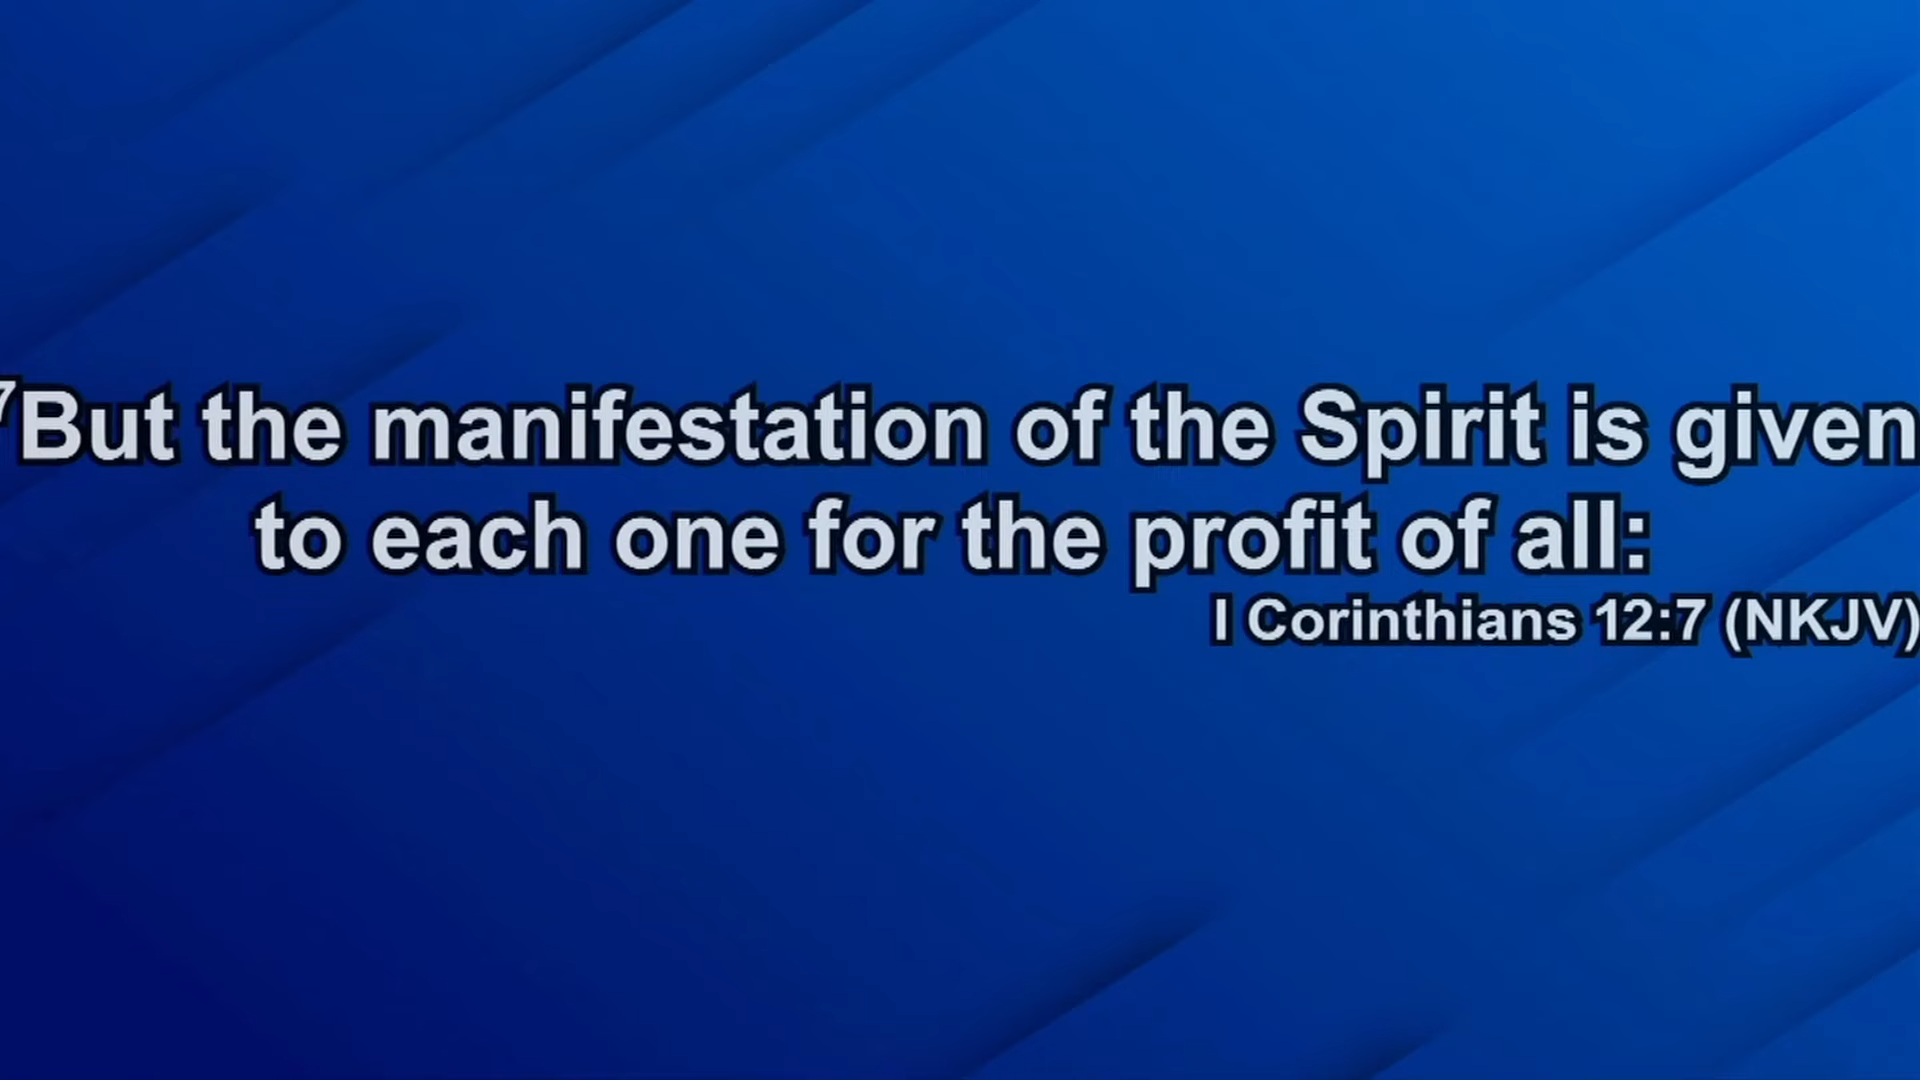 7But the manifestation of the Spirit is given
to each one for the profit of all:
I Corinthians 12:7 (NKJV)